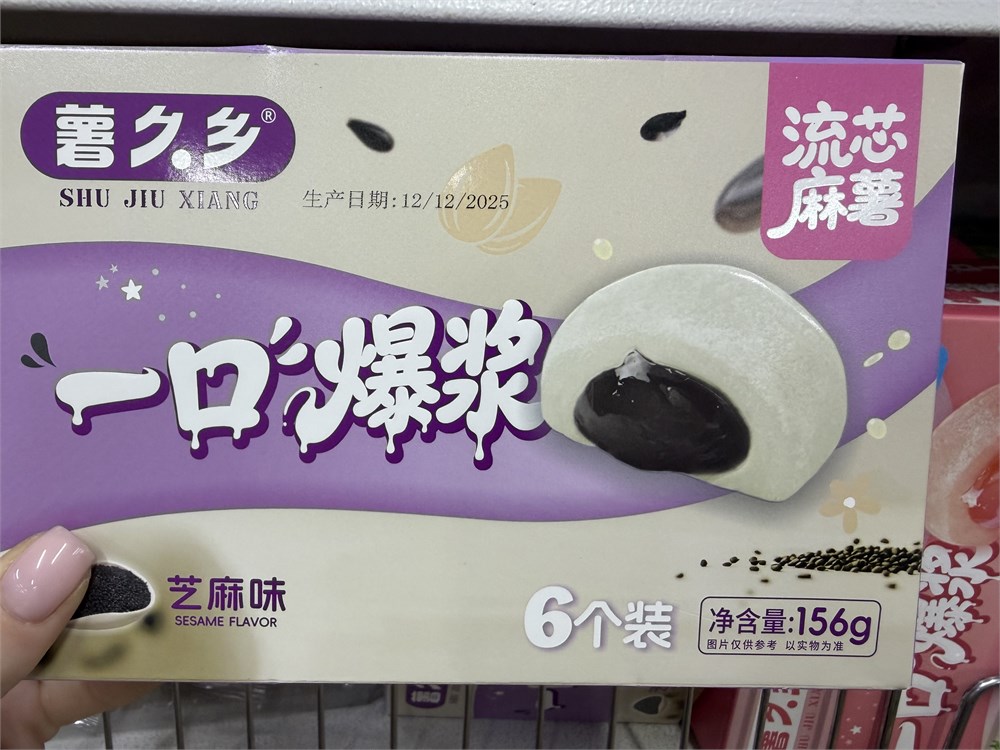 薯久乡®
SHU JIU XIANG
生产日期:12/12/2025
流芯
麻薯
一口爆浆
芝麻味
SESAME FLAVOR
6个装
净含量:156g
图片仅供参考 以实物为准